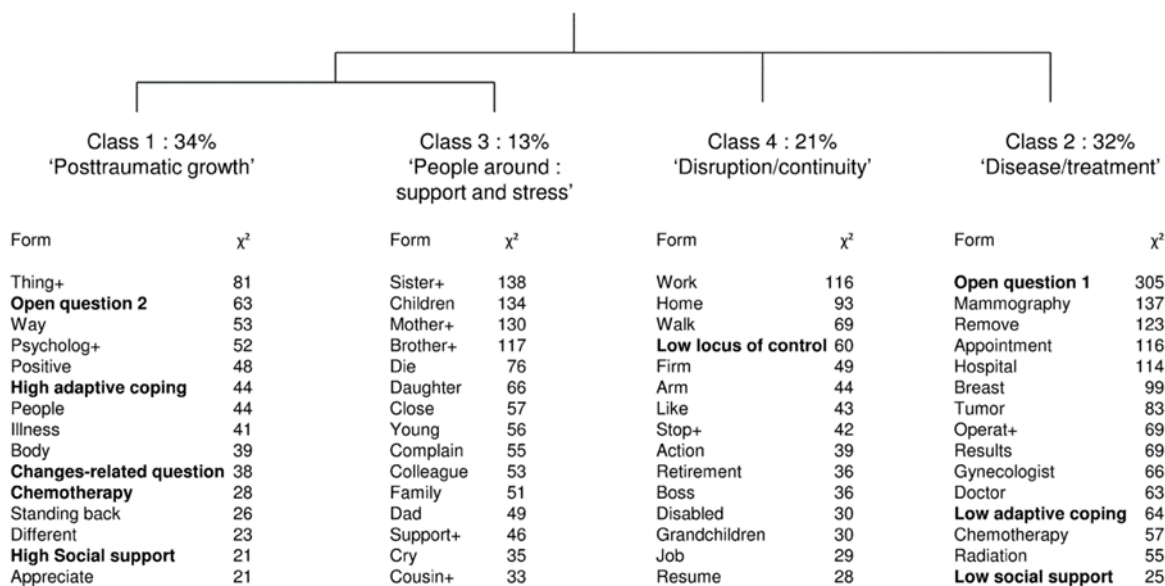 Class 1 : 34%
'Posttraumatic growth'
Form χ²
Thing+ 81
Open question 2 63
Way 53
Psycholog+ 52
Positive 48
High adaptive coping 44
People 44
Illness 41
Body 39
Changes-related question 38
Chemotherapy 28
Standing back 26
Different 23
High Social support 21
Appreciate 21
Class 3 : 13%
'People around :
support and stress'
Form χ²
Sister+ 138
Children 134
Mother+ 130
Brother+ 117
Die 76
Daughter 66
Close 57
Young 56
Complain 55
Colleague 53
Family 51
Dad 49
Support+ 46
Cry 35
Cousin+ 33
Class 4 : 21%
'Disruption/continuity'
Form χ²
Work 116
Home 93
Walk 69
Low locus of control 60
Firm 49
Arm 44
Like 43
Stop+ 42
Action 39
Retirement 36
Boss 36
Disabled 30
Grandchildren 30
Job 29
Resume 28
Class 2 : 32%
'Disease/treatment'
Form χ²
Open question 1 305
Mammography 137
Remove 123
Appointment 116
Hospital 114
Breast 99
Tumor 83
Operat+ 69
Results 69
Gynecologist 66
Doctor 63
Low adaptive coping 64
Chemotherapy 57
Radiation 55
Low social support 25